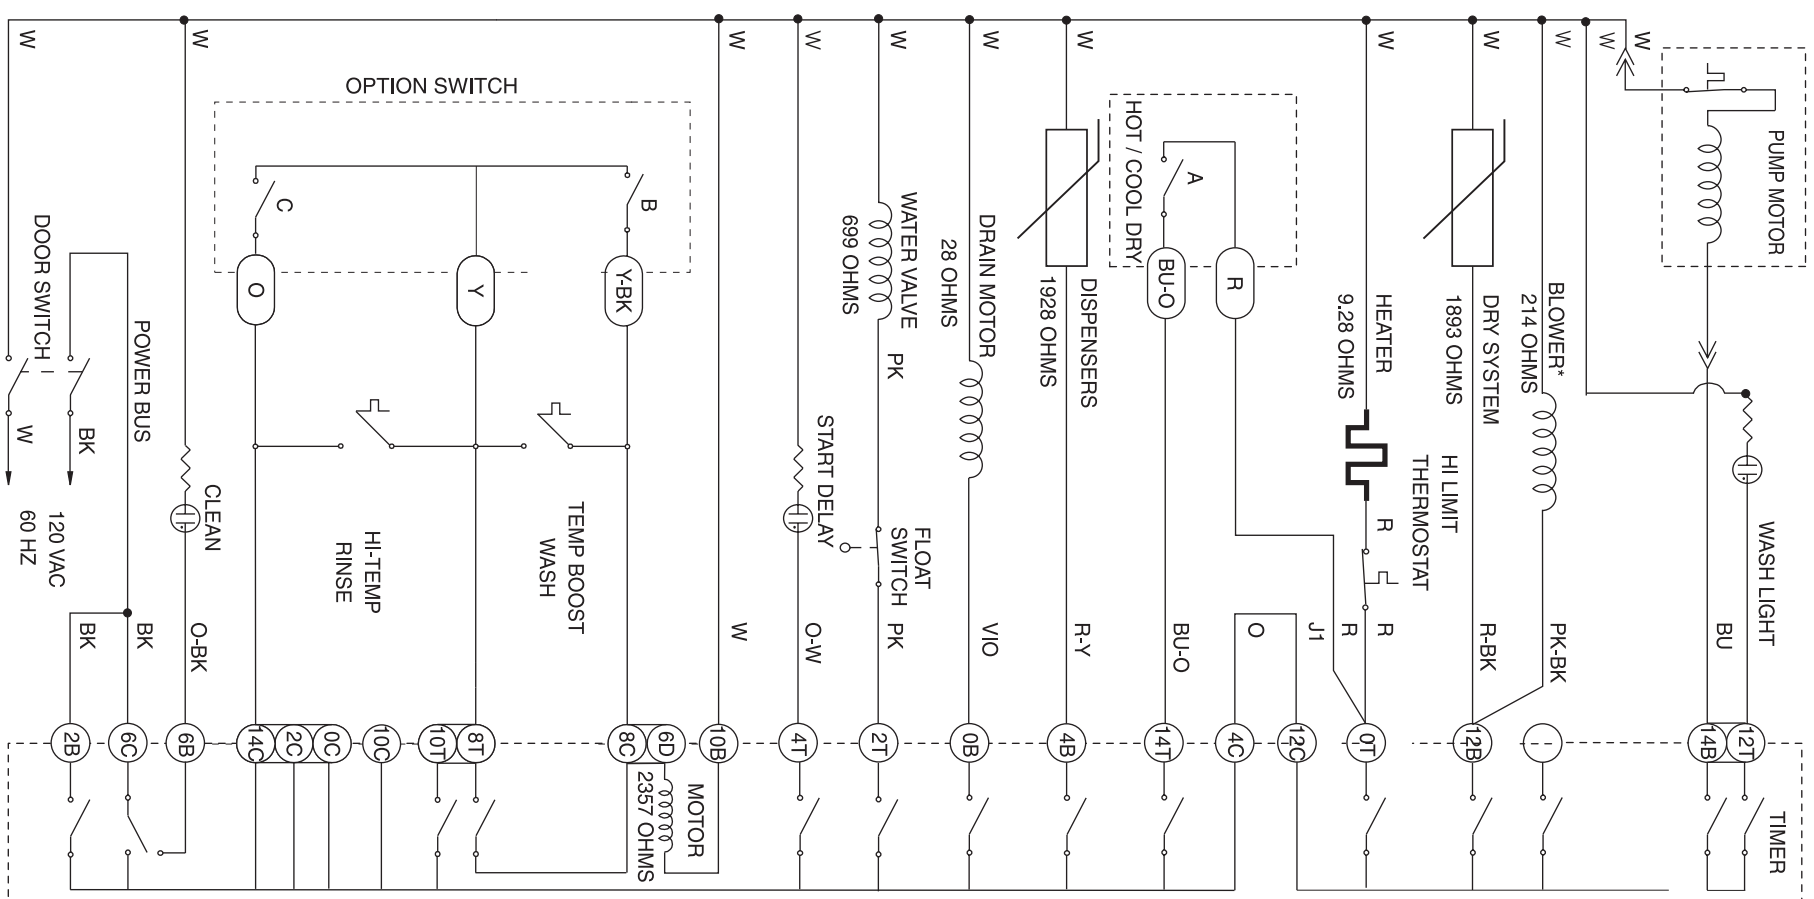 W
W
W
W
W
W
W
W
W
W
W
W
W
OPTION SWITCH
C
B
O
Y
Y-BK
DOOR SWITCH
W
BK
POWER BUS
120 VAC
60 HZ
CLEAN
BK
BK
O-BK
HI-TEMP
RINSE
TEMP BOOST
WASH
W
START DELAY
O-W
WATER VALVE
699 OHMS
PK
FLOAT
SWITCH
PK
DRAIN MOTOR
28 OHMS
VIO
DISPENSERS
1928 OHMS
R-Y
HOT / COOL DRY
A
BU-O
R
BU-O
O
J1
R
HEATER
9.28 OHMS
R
HI LIMIT
THERMOSTAT
R
DRY SYSTEM
1893 OHMS
R-BK
BLOWER*
214 OHMS
PK-BK
PUMP MOTOR
BU
WASH LIGHT
2B
6C
6B
14C
2C
0C
10C
10T
8T
8C
6D
10B
4T
2T
0B
4B
14T
4C
12C
0T
12B
14B
12T
MOTOR
2357 OHMS
TIMER